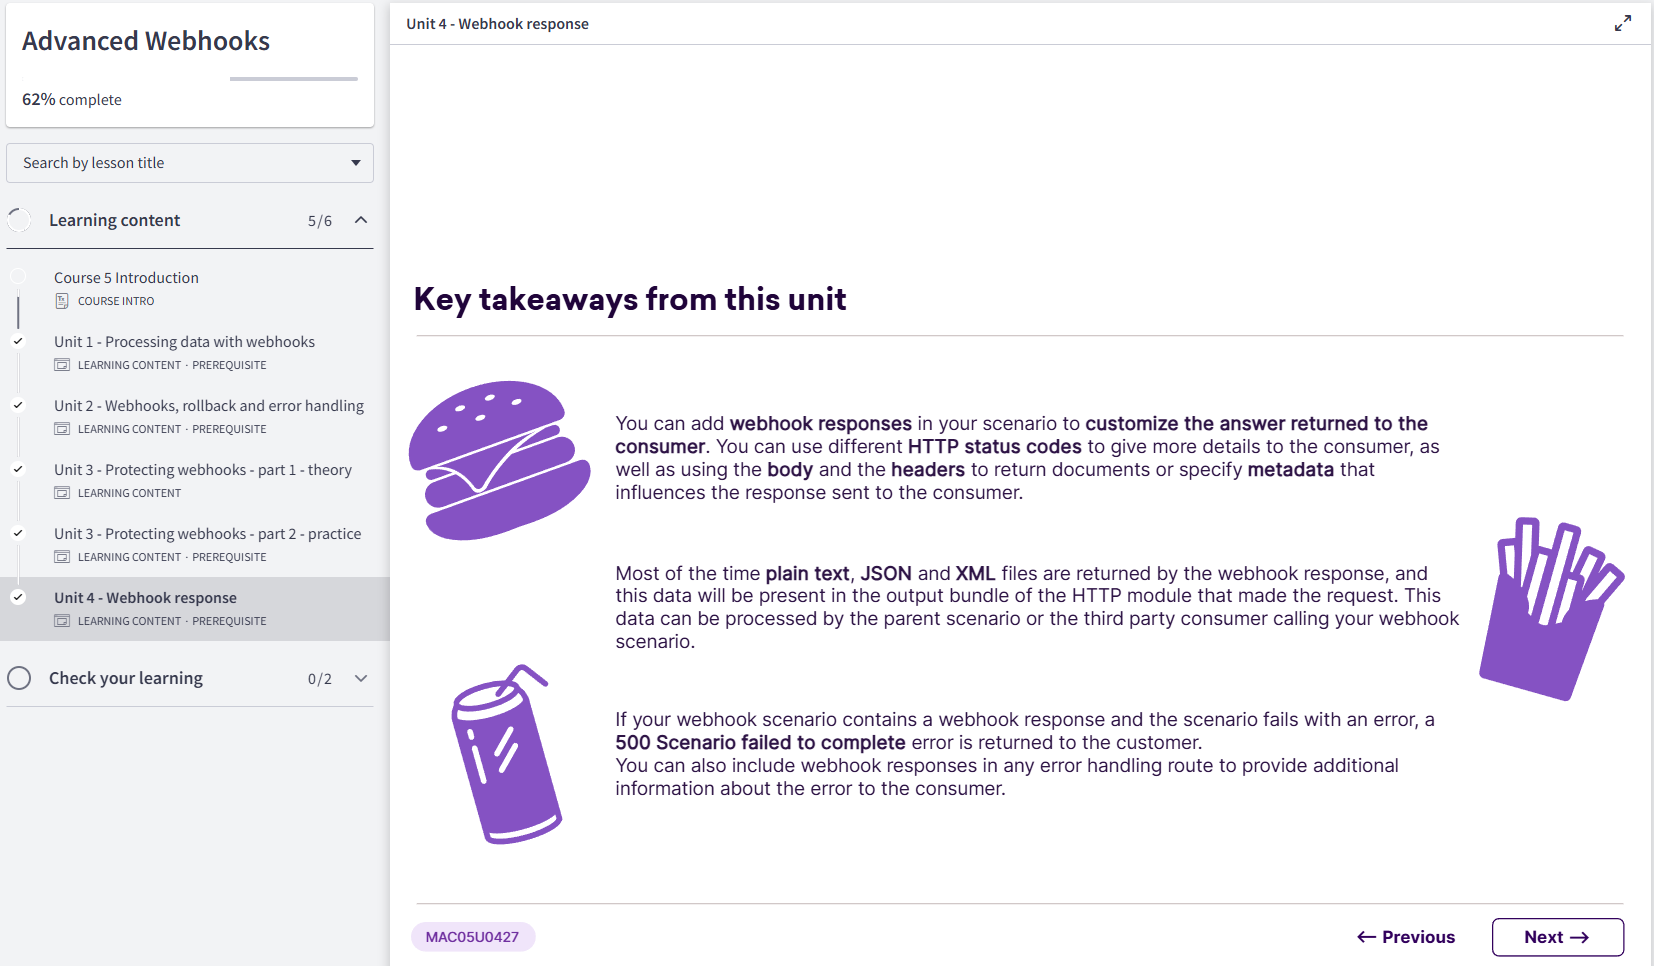 Advanced Webhooks
62% complete
Search by lesson title
Learning content 5/6
Course 5 Introduction
COURSE INTRO
Unit 1 - Processing data with webhooks
LEARNING CONTENT · PREREQUISITE
Unit 2 - Webhooks, rollback and error handling
LEARNING CONTENT · PREREQUISITE
Unit 3 - Protecting webhooks - part 1 - theory
LEARNING CONTENT
Unit 3 - Protecting webhooks - part 2 - practice
LEARNING CONTENT · PREREQUISITE
Unit 4 - Webhook response
LEARNING CONTENT · PREREQUISITE
Check your learning 0/2
Unit 4 - Webhook response
Key takeaways from this unit
You can add webhook responses in your scenario to customize the answer returned to the
consumer. You can use different HTTP status codes to give more details to the consumer, as
well as using the body and the headers to return documents or specify metadata that
influences the response sent to the consumer.
Most of the time plain text, JSON and XML files are returned by the webhook response, and
this data will be present in the output bundle of the HTTP module that made the request. This
data can be processed by the parent scenario or the third party consumer calling your webhook
scenario.
If your webhook scenario contains a webhook response and the scenario fails with an error, a
500 Scenario failed to complete error is returned to the customer.
You can also include webhook responses in any error handling route to provide additional
information about the error to the consumer.
MAC05U0427
← Previous
Next →